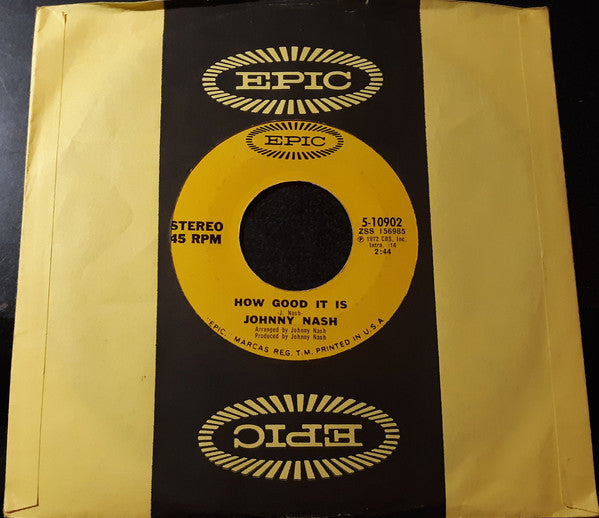 EPIC
EPIC
STEREO
45 RPM
5-10902
ZSS 156985
Ⓟ 1972 CBS, Inc.
Intro. :14
2:44
HOW GOOD IT IS
J. Nash
JOHNNY NASH
Arranged by Johnny Nash
Produced by Johnny Nash
"EPIC," MARCAS REG. T.M. PRINTED IN U.S.A
EPIC